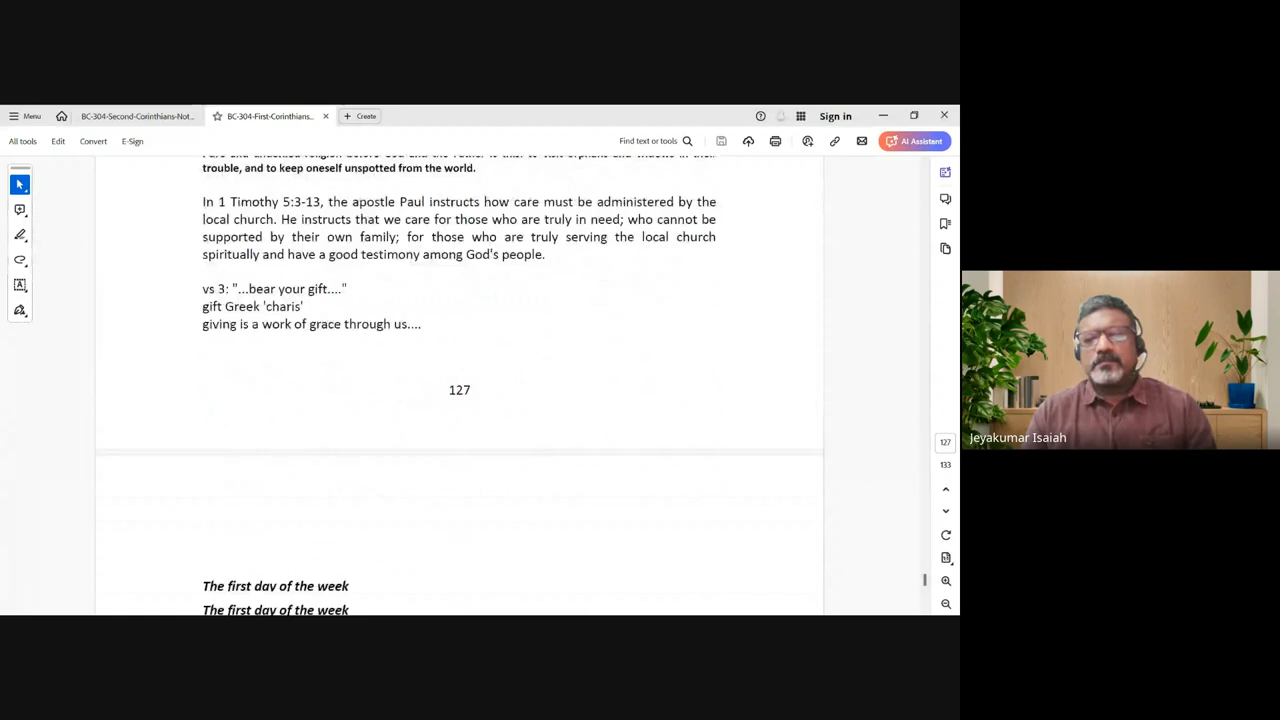 Menu
BC-304-Second-Corinthians-Not...
BC-304-First-Corinthians...
Create
Sign in
All tools
Edit
Convert
E-Sign
Find text or tools
AI Assistant
trouble, and to keep oneself unspotted from the world.
In 1 Timothy 5:3-13, the apostle Paul instructs how care must be administered by the
local church. He instructs that we care for those who are truly in need; who cannot be
supported by their own family; for those who are truly serving the local church
spiritually and have a good testimony among God's people.
vs 3: "...bear your gift...."
gift Greek 'charis'
giving is a work of grace through us....
127
The first day of the week
The first day of the week
127
133
Jeyakumar Isaiah